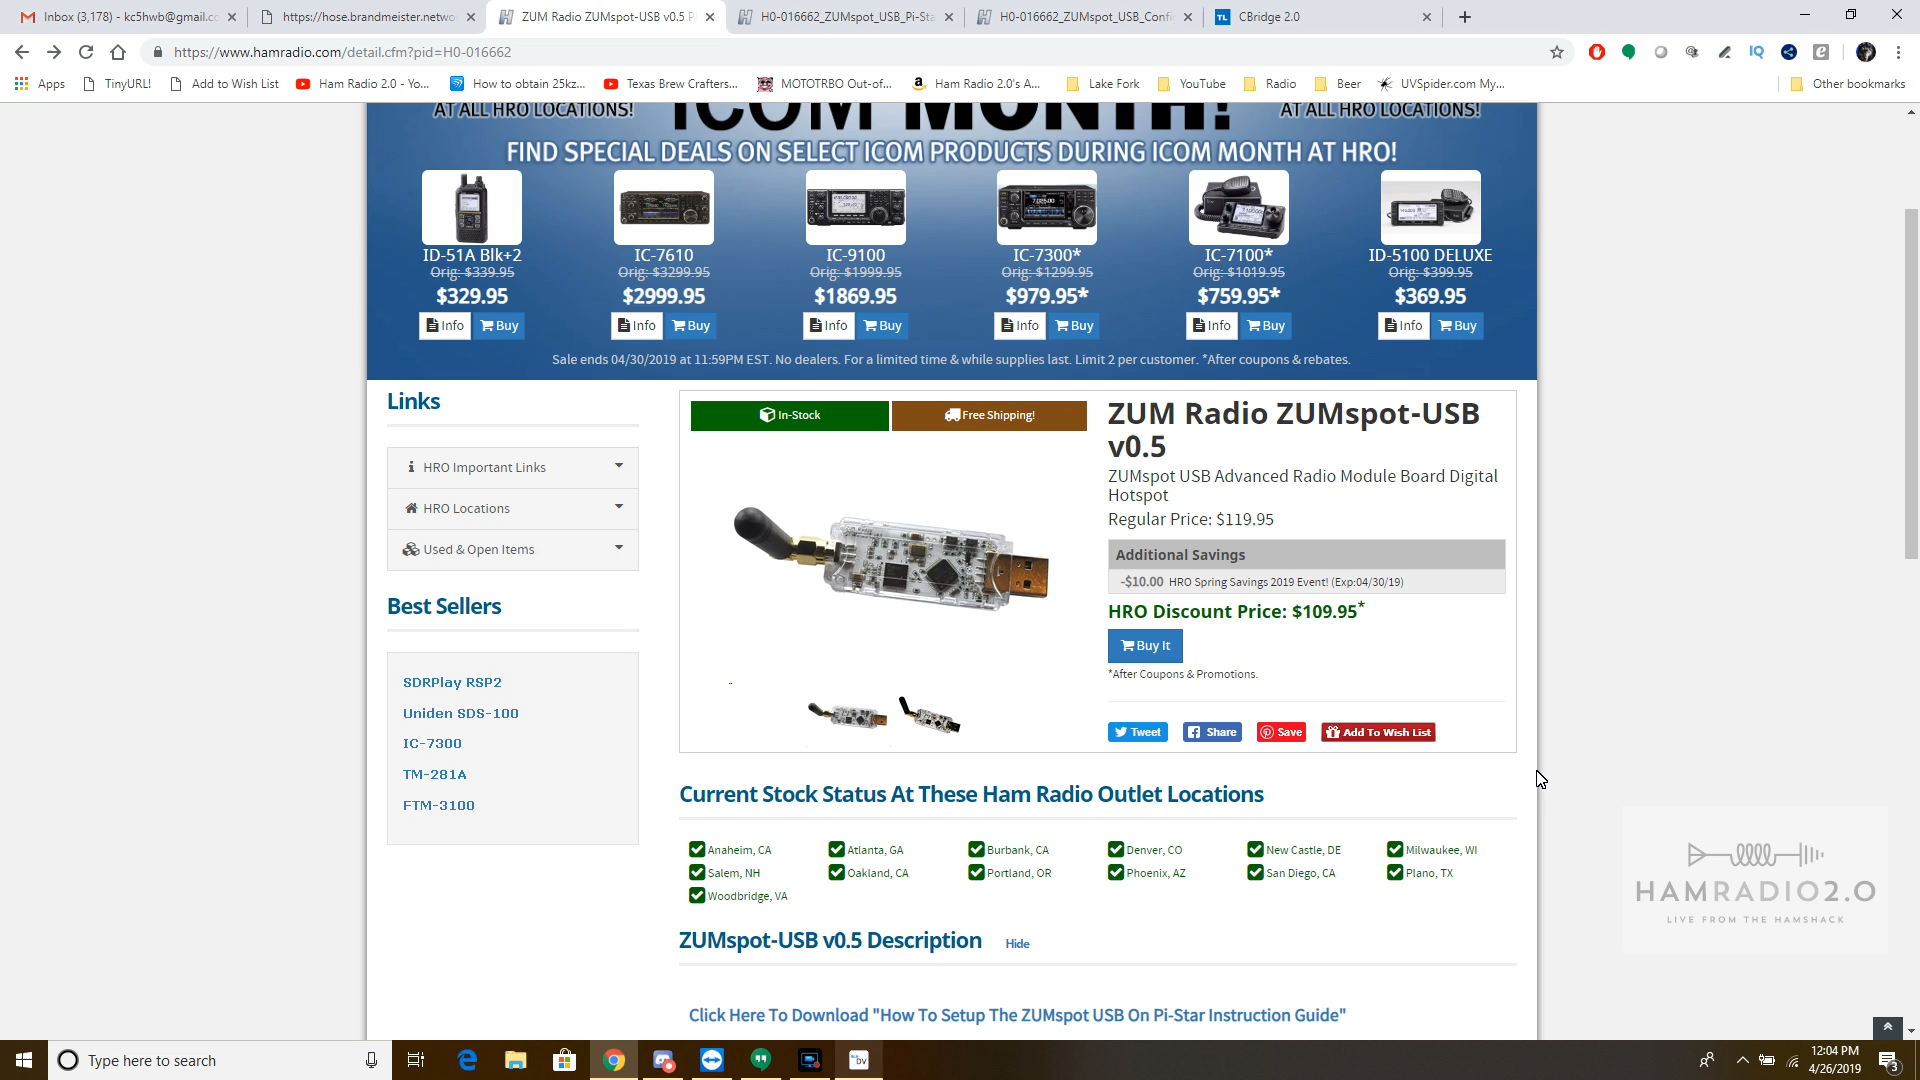 Inbox (3,178) - kc5hwb@gmail.co
https://hose.brandmeister.networ
ZUM Radio ZUMspot-USB v0.5 P
H0-016662_ZUMspot_USB_Pi-Sta
H0-016662_ZUMspot_USB_Confi
CBridge 2.0
https://www.hamradio.com/detail.cfm?pid=H0-016662
Apps
TinyURL!
Add to Wish List
Ham Radio 2.0 - Yo...
How to obtain 25kz...
Texas Brew Crafters...
MOTOTRBO Out-of...
Ham Radio 2.0's A...
Lake Fork
YouTube
Radio
Beer
UVSpider.com My...
Other bookmarks
AT ALL HRO LOCATIONS! ICOM MONTH! AT ALL HRO LOCATIONS!
FIND SPECIAL DEALS ON SELECT ICOM PRODUCTS DURING ICOM MONTH AT HRO!
ID-51A Blk+2 IC-7610 IC-9100 IC-7300* IC-7100* ID-5100 DELUXE
Orig: $339.95 Orig: $3299.95 Orig: $1999.95 Orig: $1299.95 Orig: $1019.95 Orig: $399.95
$329.95 $2999.95 $1869.95 $979.95* $759.95* $369.95
Info Buy Info Buy Info Buy Info Buy Info Buy Info Buy
Sale ends 04/30/2019 at 11:59PM EST. No dealers. For a limited time & while supplies last. Limit 2 per customer. *After coupons & rebates.
Links
HRO Important Links
HRO Locations
Used & Open Items
Best Sellers
SDRPlay RSP2
Uniden SDS-100
IC-7300
TM-281A
FTM-3100
In-Stock
Free Shipping!
ZUM Radio ZUMspot-USB
v0.5
ZUMspot USB Advanced Radio Module Board Digital
Hotspot
Regular Price: $119.95
Additional Savings
-$10.00 HRO Spring Savings 2019 Event! (Exp:04/30/19)
HRO Discount Price: $109.95*
Buy It
*After Coupons & Promotions.
Tweet
Share
Save
Add To Wish List
Current Stock Status At These Ham Radio Outlet Locations
Anaheim, CA Atlanta, GA Burbank, CA Denver, CO New Castle, DE Milwaukee, WI
Salem, NH Oakland, CA Portland, OR Phoenix, AZ San Diego, CA Plano, TX
Woodbridge, VA
ZUMspot-USB v0.5 Description Hide
Click Here To Download "How To Setup The ZUMspot USB On Pi-Star Instruction Guide"
HAMRADIO2.0
LIVE FROM THE HAMSHACK
Type here to search
12:04 PM
4/26/2019
3